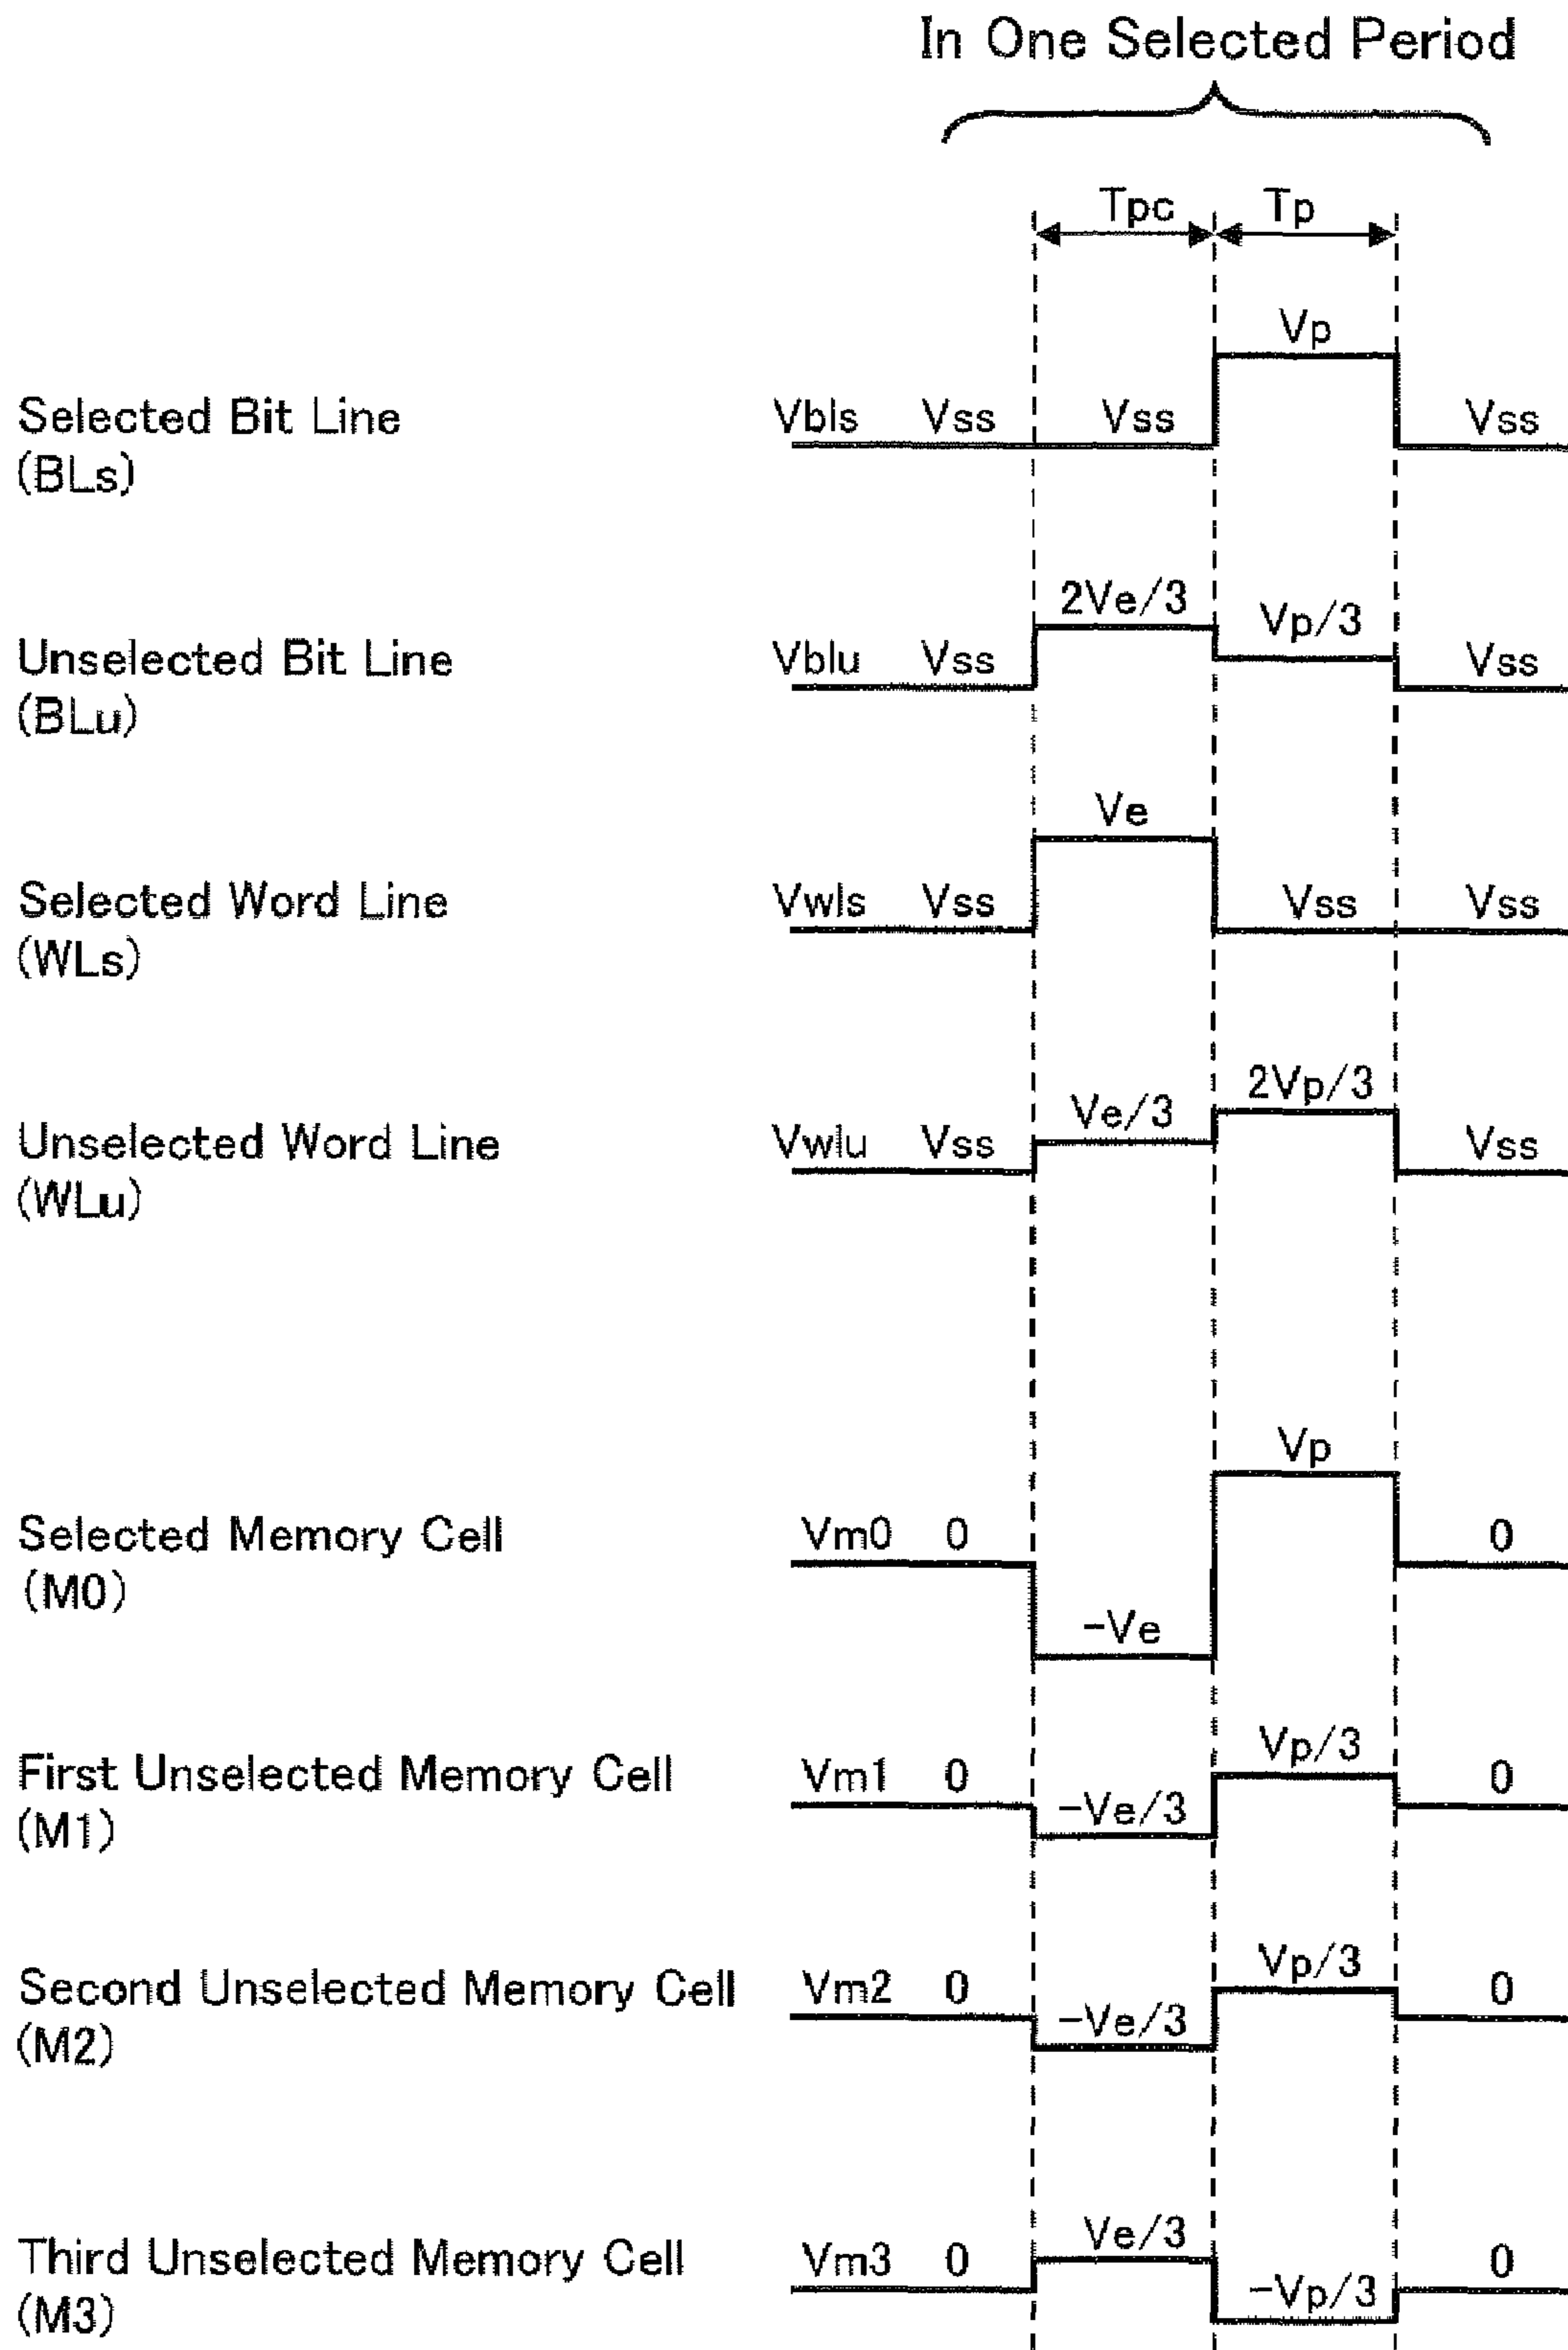 In One Selected Period
Tpc Tp
Vp
Selected Bit Line Vbls Vss Vss Vss
(BLs)
2Ve/3 Vp/3
Unselected Bit Line Vblu Vss Vss
(BLu)
Ve
Selected Word Line Vwls Vss Vss Vss
(WLs)
Ve/3 2Vp/3
Unselected Word Line Vwlu Vss Vss
(WLu)
Vp
Selected Memory Cell Vm0 0 0
(M0)
-Ve
Vp/3
First Unselected Memory Cell Vm1 0 0
(M1) -Ve/3
Vp/3
Second Unselected Memory Cell Vm2 0 0
(M2) -Ve/3
Ve/3
Third Unselected Memory Cell Vm3 0 0
(M3) -Vp/3